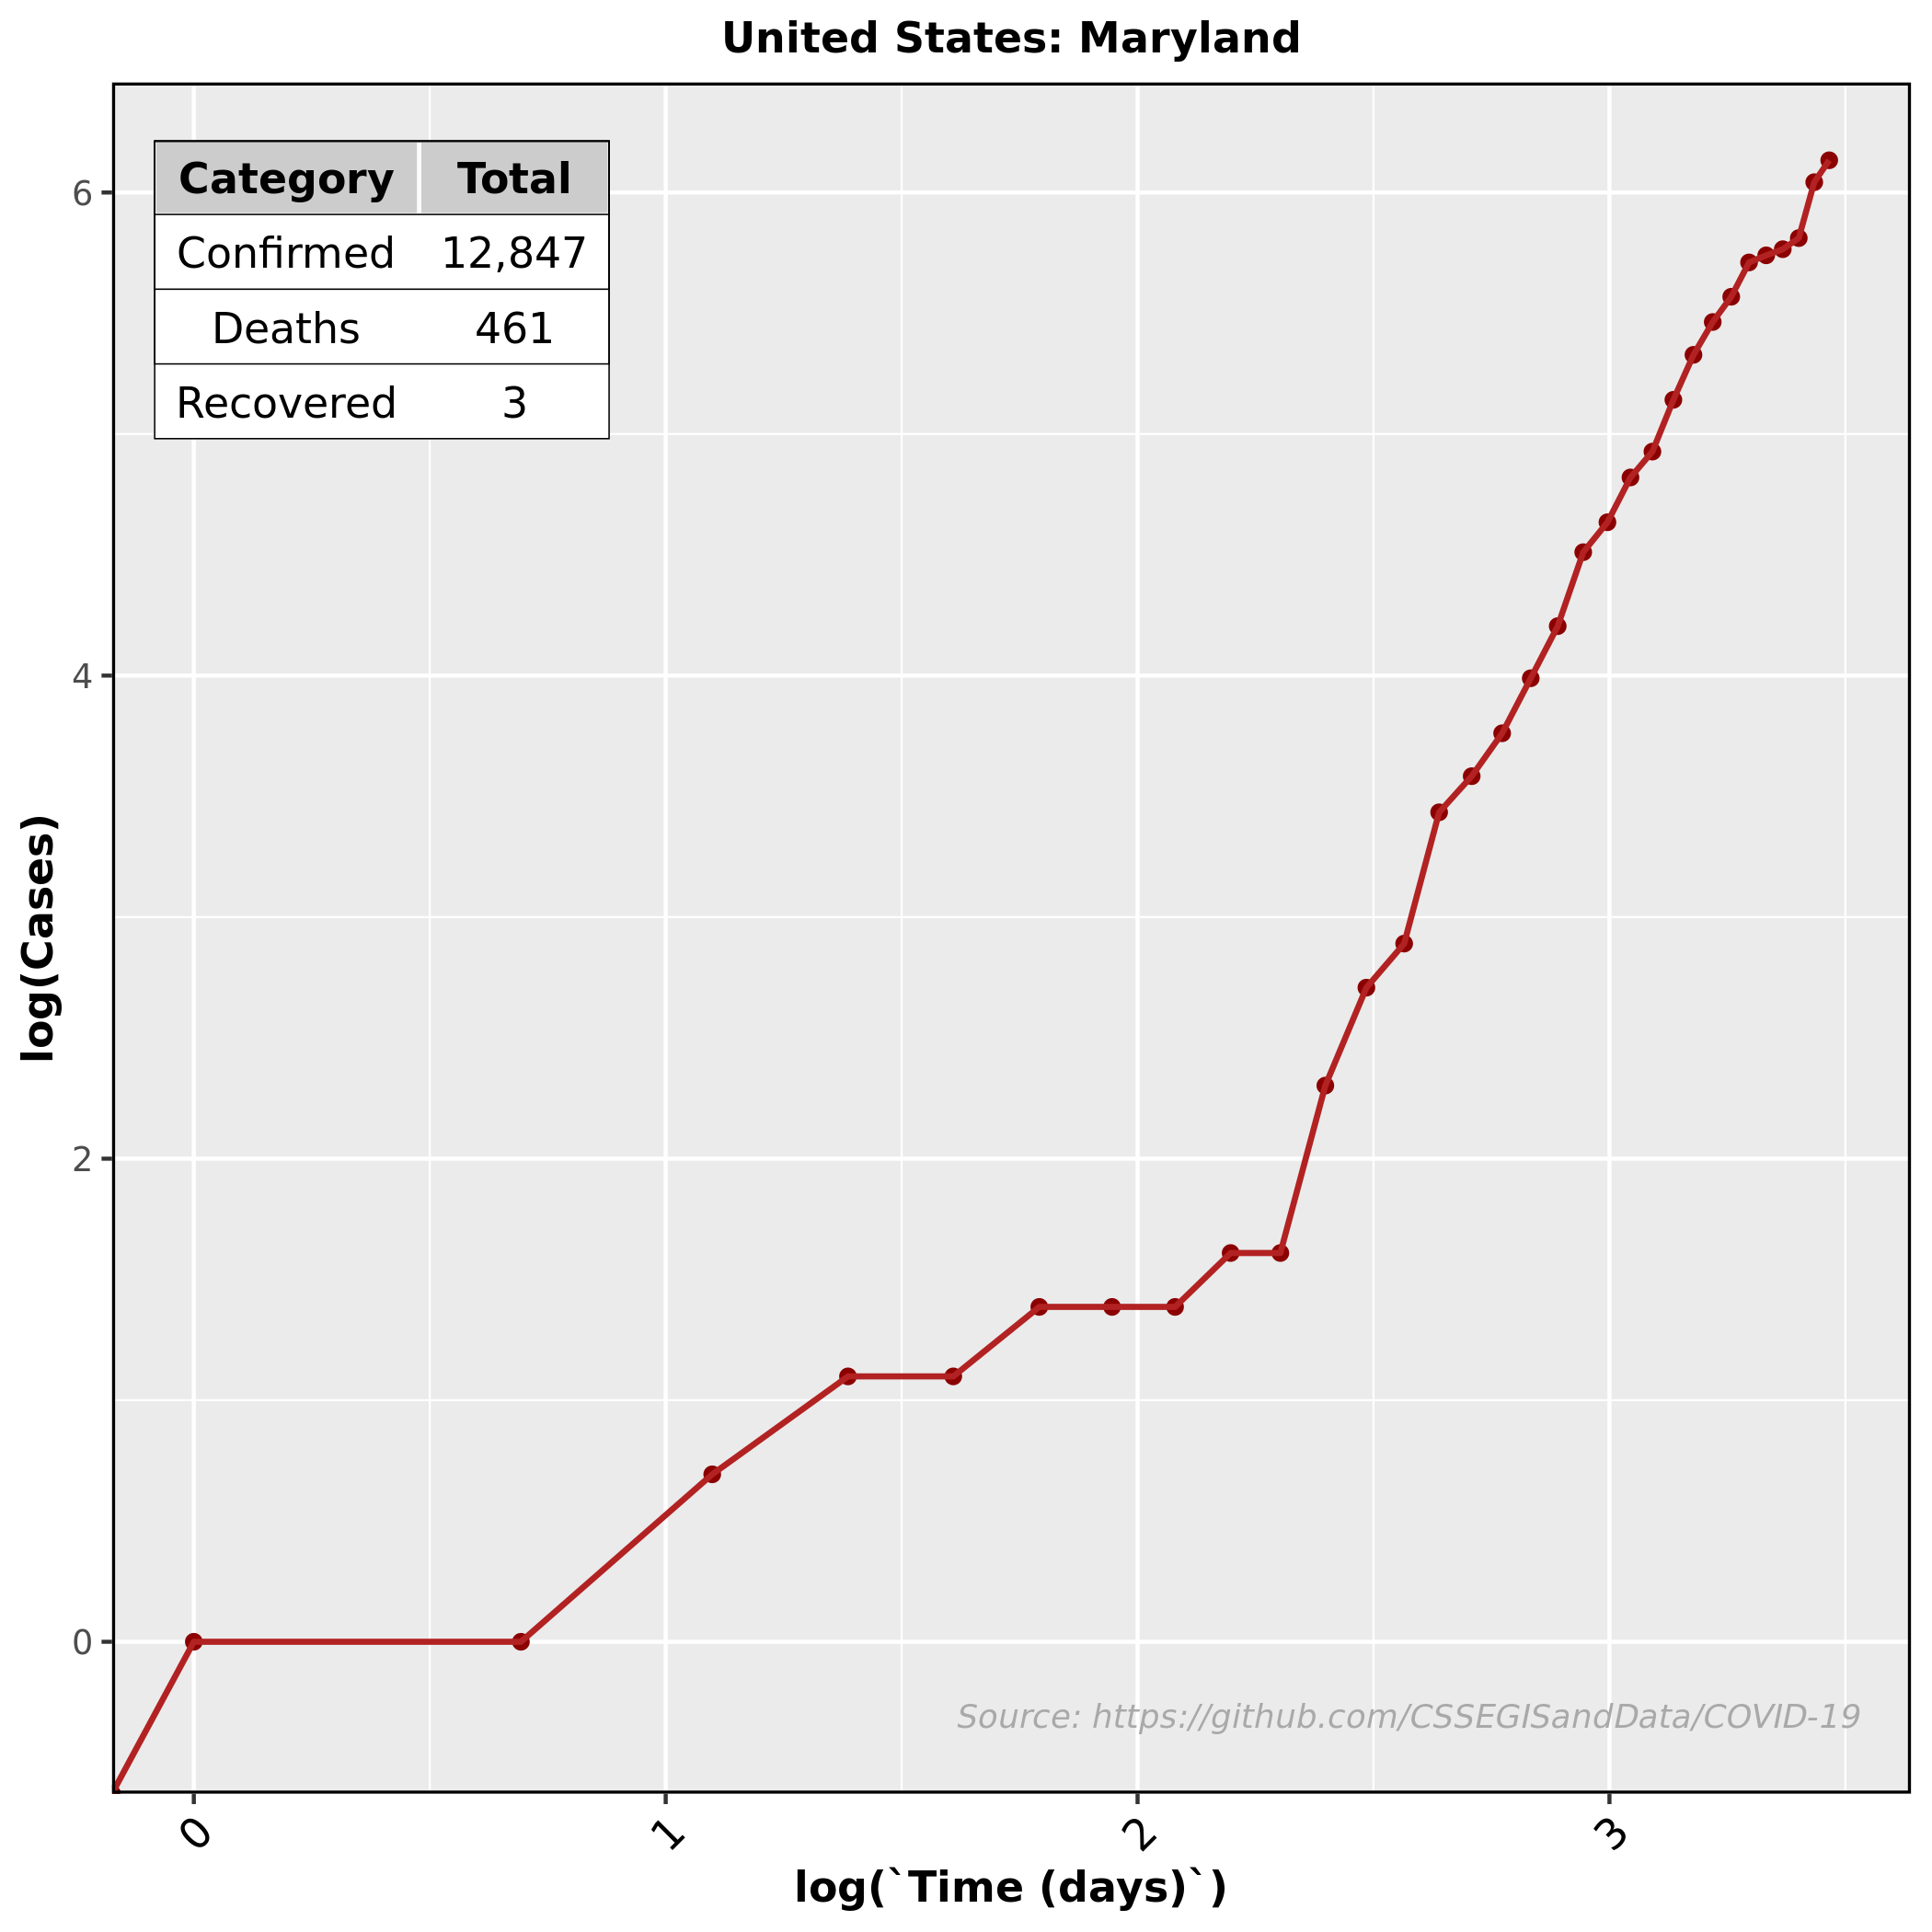 United States: Maryland
Category Total
Confirmed 12,847
Deaths 461
Recovered 3
6
4
2
0
log(Cases)
Source: https://github.com/CSSEGISandData/COVID-19
0 1 2 3
log(`Time (days)`)